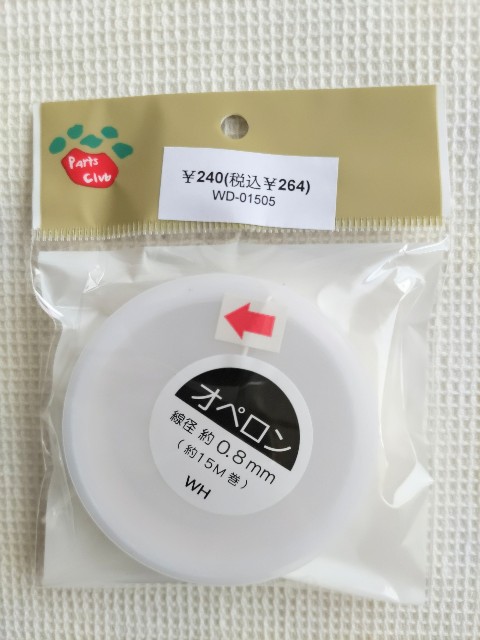 Parts
Club
￥240(税込￥264)
WD-01505
オペロン
線径 約0.8mm
(約15M巻)
WH